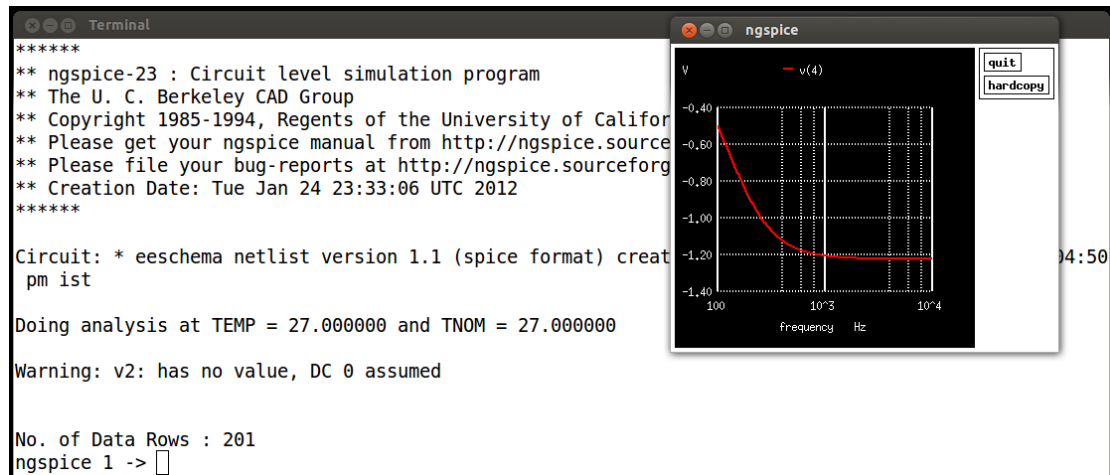 Terminal
******
** ngspice-23 : Circuit level simulation program
** The U. C. Berkeley CAD Group
** Copyright 1985-1994, Regents of the University of Califor
** Please get your ngspice manual from http://ngspice.source
** Please file your bug-reports at http://ngspice.sourceforg
** Creation Date: Tue Jan 24 23:33:06 UTC 2012
******
Circuit: * eeschema netlist version 1.1 (spice format) creat
04:50
pm ist
Doing analysis at TEMP = 27.000000 and TNOM = 27.000000
Warning: v2: has no value, DC 0 assumed
No. of Data Rows : 201
ngspice 1 ->
ngspice
quit
hardcopy
V
v(4)
-0.40
-0.60
-0.80
-1.00
-1.20
-1.40
100 10^3 10^4
frequency Hz